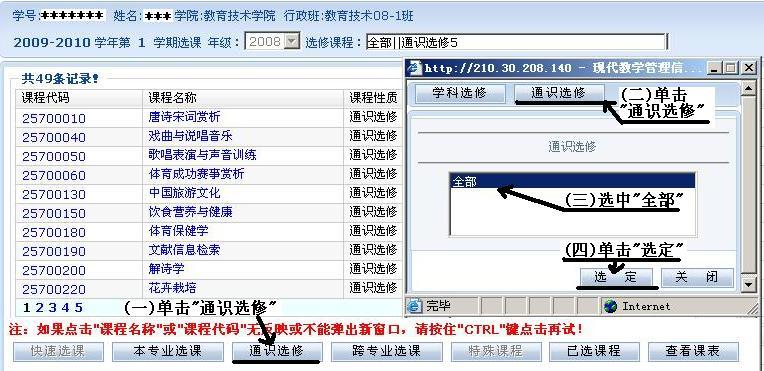 学号:******* 姓名: *** 学院:教育技术学院 行政班:教育技术08-1班
2009-2010 学年第 1 学期选课 年级： 2008 选修课程： 全部||通识选修5
共49条记录！
课程代码 课程名称 课程性质
25700010 唐诗宋词赏析 通识选修
25700040 戏曲与说唱音乐 通识选修
25700050 歌唱表演与声音训练 通识选修
25700060 体育成功赛事赏析 通识选修
25700130 中国旅游文化 通识选修
25700150 饮食营养与健康 通识选修
25700180 体育保健学 通识选修
25700190 文献信息检索 通识选修
25700200 解诗学 通识选修
25700220 花卉栽培 通识选修
1 2 3 4 5
(一)单击"通识选修"
注：如果点击"课程名称"或"课程代码"无反映或不能弹出新窗口，请按住"CTRL"键点击再试！
快速选课 本专业选课 通识选修 跨专业选课 特殊课程 已选课程 查看课表
http://210.30.208.140 - 现代教学管理信...
学科选修 通识选修
(二)单击
"通识选修"
通识选修
全部
(三)选中"全部"
(四)单击"选定"
选 定 关 闭
完毕 Internet